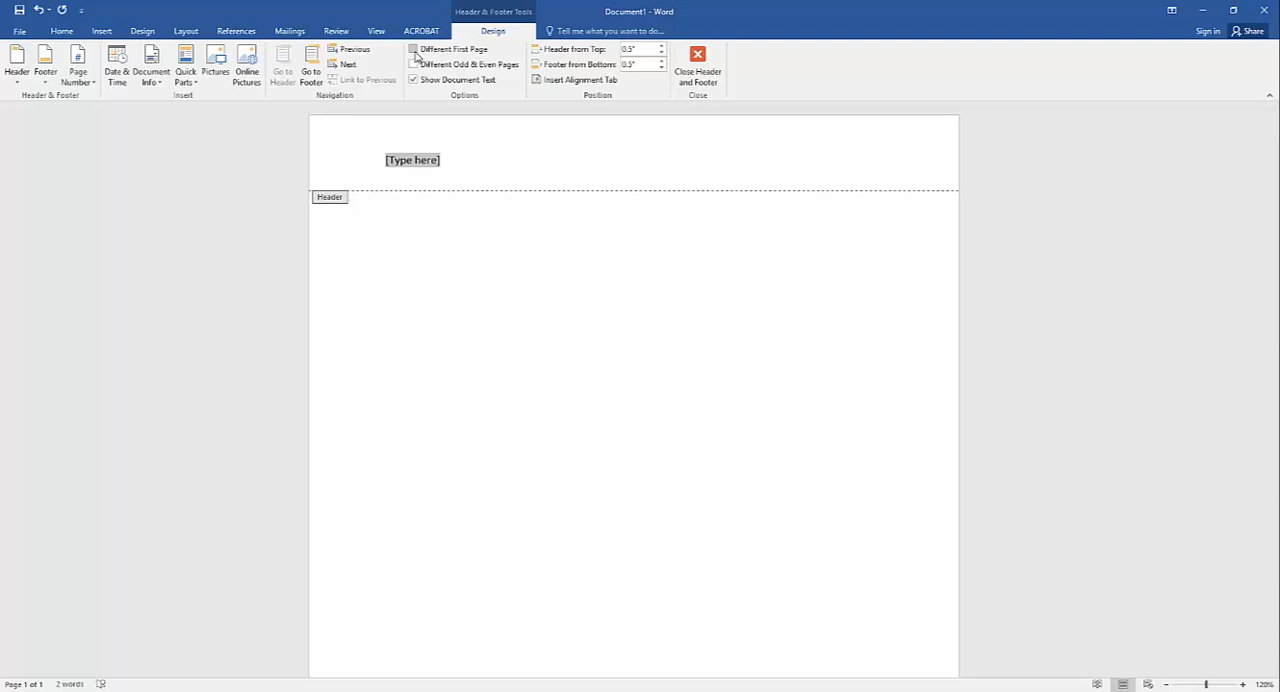 Header & Footer Tools
Document1 - Word
File
Home
Insert
Design
Layout
References
Mailings
Review
View
ACROBAT
Design
Tell me what you want to do...
Sign in
Share
Header
Footer
Page Number
Header & Footer
Date & Time
Document Info
Quick Parts
Pictures
Online Pictures
Insert
Go to Header
Go to Footer
Previous
Next
Link to Previous
Navigation
Different First Page
Different Odd & Even Pages
Show Document Text
Options
Header from Top: 0.5"
Footer from Bottom: 0.5"
Insert Alignment Tab
Position
Close Header and Footer
Close
[Type here]
Header
Page 1 of 1
2 words
120%